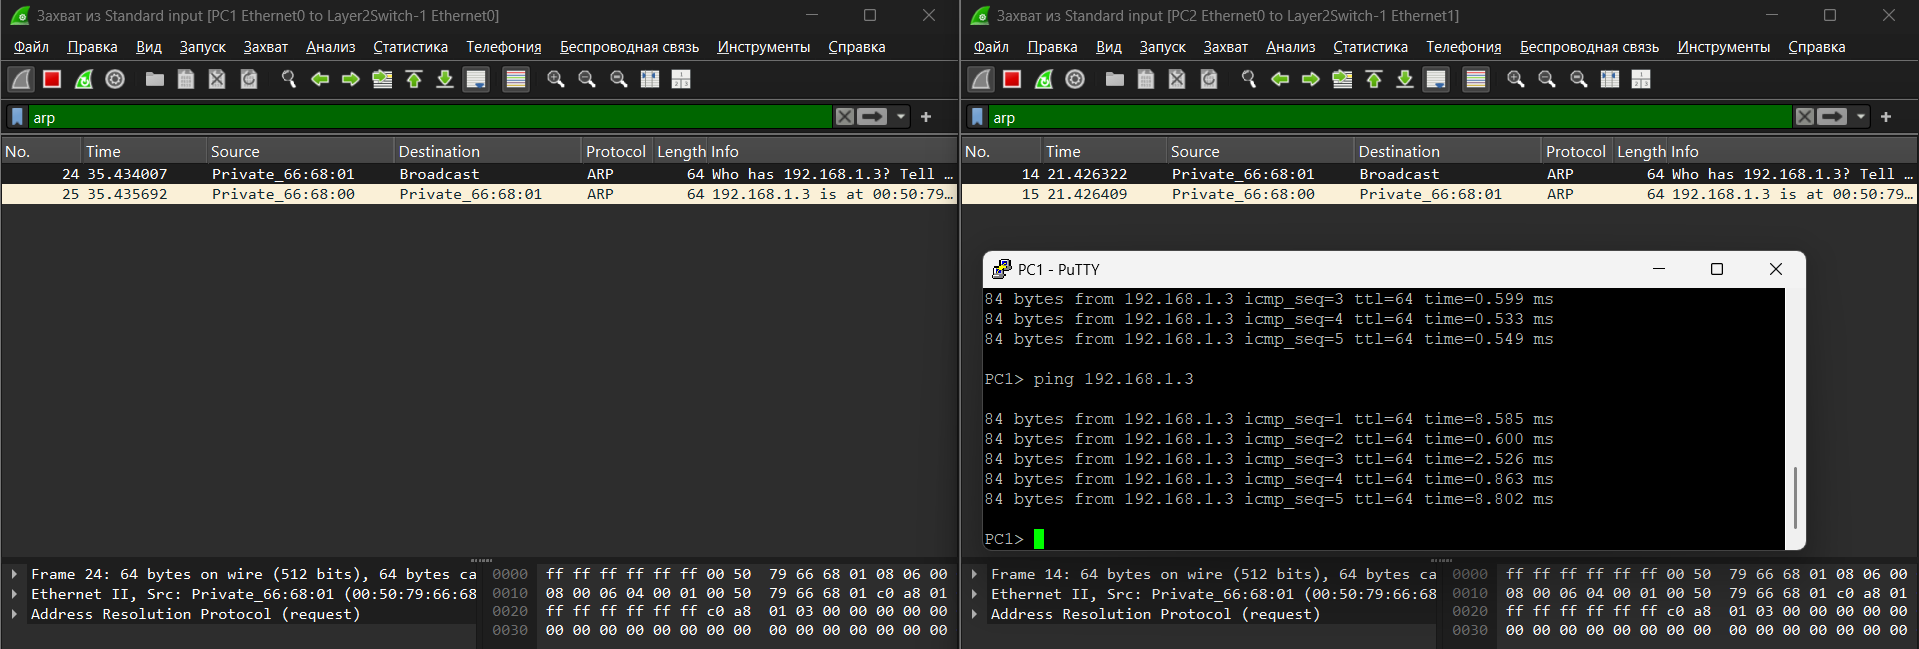 Захват из Standard input [PC1 Ethernet0 to Layer2Switch-1 Ethernet0]
Файл Правка Вид Запуск Захват Анализ Статистика Телефония Беспроводная связь Инструменты Справка
arp
No. Time Source Destination Protocol Length Info
24 35.434007 Private_66:68:01 Broadcast ARP 64 Who has 192.168.1.3? Tell …
25 35.435692 Private_66:68:00 Private_66:68:01 ARP 64 192.168.1.3 is at 00:50:79…
Frame 24: 64 bytes on wire (512 bits), 64 bytes ca
Ethernet II, Src: Private_66:68:01 (00:50:79:66:68
Address Resolution Protocol (request)
0000 ff ff ff ff ff ff 00 50 79 66 68 01 08 06 00
0010 08 00 06 04 00 01 00 50 79 66 68 01 c0 a8 01
0020 ff ff ff ff ff ff c0 a8 01 03 00 00 00 00 00
0030 00 00 00 00 00 00 00 00 00 00 00 00 00 00 00
Захват из Standard input [PC2 Ethernet0 to Layer2Switch-1 Ethernet1]
Файл Правка Вид Запуск Захват Анализ Статистика Телефония Беспроводная связь Инструменты Справка
arp
No. Time Source Destination Protocol Length Info
14 21.426322 Private_66:68:01 Broadcast ARP 64 Who has 192.168.1.3? Tell …
15 21.426409 Private_66:68:00 Private_66:68:01 ARP 64 192.168.1.3 is at 00:50:79…
PC1 - PuTTY
84 bytes from 192.168.1.3 icmp_seq=3 ttl=64 time=0.599 ms
84 bytes from 192.168.1.3 icmp_seq=4 ttl=64 time=0.533 ms
84 bytes from 192.168.1.3 icmp_seq=5 ttl=64 time=0.549 ms
PC1> ping 192.168.1.3
84 bytes from 192.168.1.3 icmp_seq=1 ttl=64 time=8.585 ms
84 bytes from 192.168.1.3 icmp_seq=2 ttl=64 time=0.600 ms
84 bytes from 192.168.1.3 icmp_seq=3 ttl=64 time=2.526 ms
84 bytes from 192.168.1.3 icmp_seq=4 ttl=64 time=0.863 ms
84 bytes from 192.168.1.3 icmp_seq=5 ttl=64 time=8.802 ms
PC1>
Frame 14: 64 bytes on wire (512 bits), 64 bytes ca
Ethernet II, Src: Private_66:68:01 (00:50:79:66:68
Address Resolution Protocol (request)
0000 ff ff ff ff ff ff 00 50 79 66 68 01 08 06 00
0010 08 00 06 04 00 01 00 50 79 66 68 01 c0 a8 01
0020 ff ff ff ff ff ff c0 a8 01 03 00 00 00 00 00
0030 00 00 00 00 00 00 00 00 00 00 00 00 00 00 00